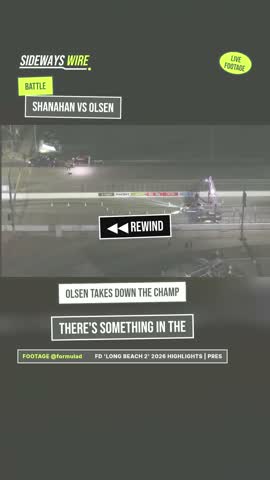 SIDEWAYS WIRE.
LIVE
FOOTAGE
BATTLE
SHANAHAN VS OLSEN
REWIND
OLSEN TAKES DOWN THE CHAMP
THERE'S SOMETHING IN THE
FOOTAGE @formulad FD 'LONG BEACH 2' 2026 HIGHLIGHTS | PRES